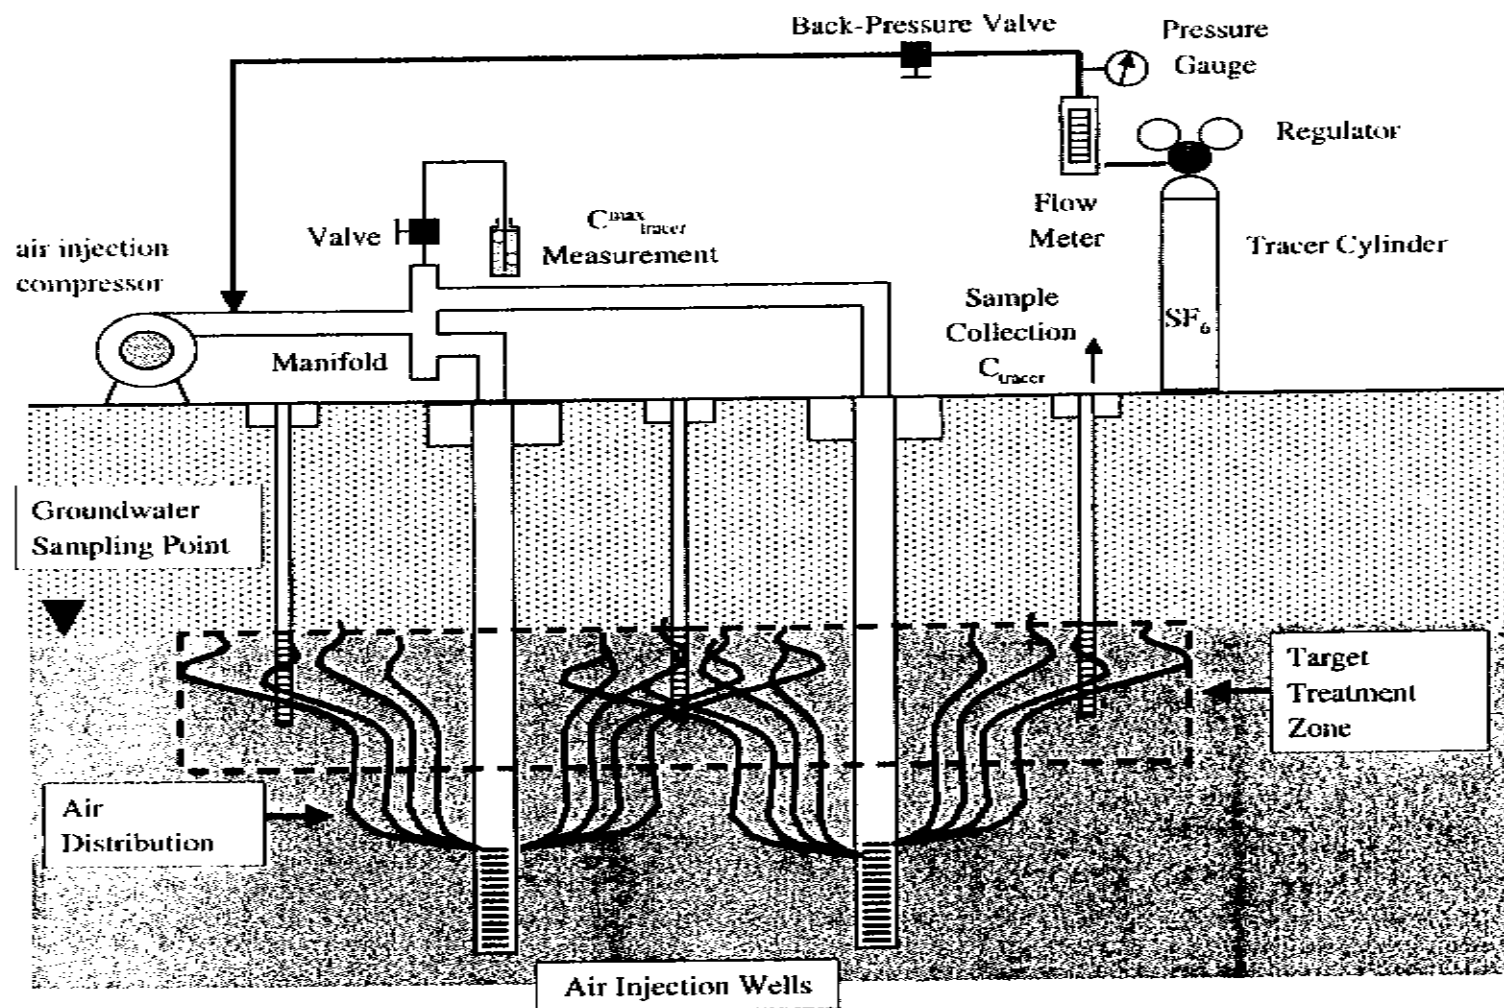 Back-Pressure Valve
Pressure
Gauge
Regulator
Flow
Meter
Tracer Cylinder
SF₆
Valve
C^max_tracer
Measurement
air injection
compressor
Manifold
Sample
Collection
C_tracer
Groundwater
Sampling Point
Target
Treatment
Zone
Air
Distribution
Air Injection Wells